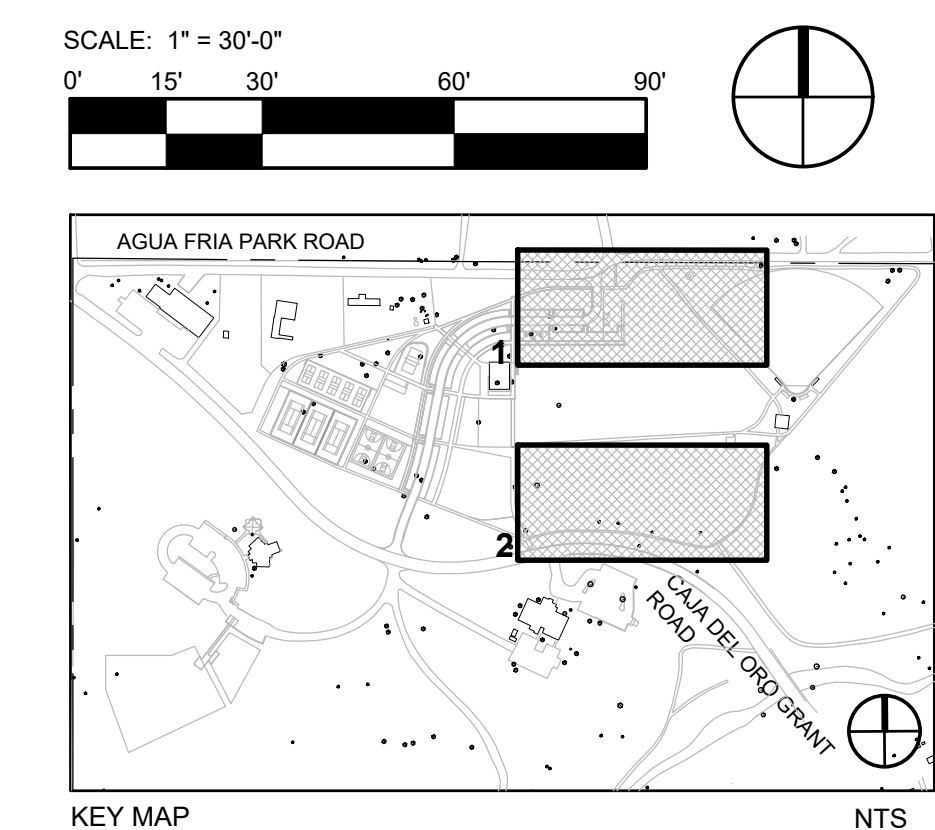 SCALE: 1" = 30'-0"
0' 15' 30' 60' 90'
AGUA FRIA PARK ROAD
1
2
CAJA DEL ORO GRANT
ROAD
KEY MAP NTS